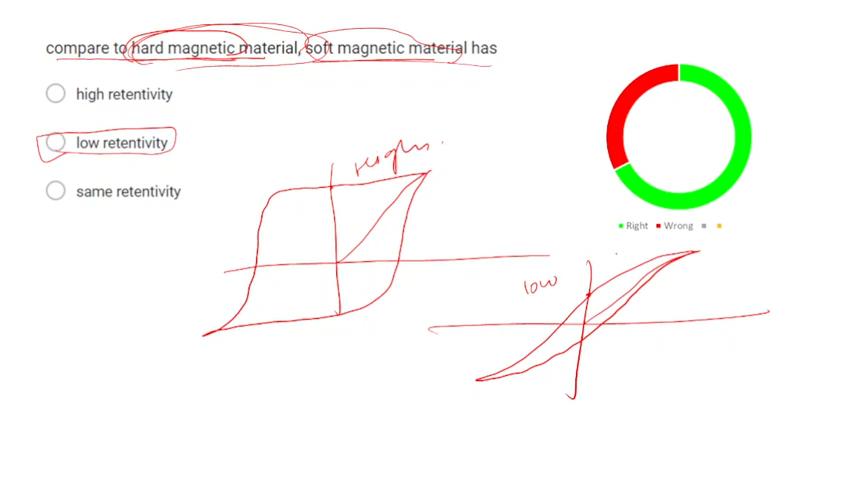 compare to hard magnetic material, soft magnetic material has
high retentivity
low retentivity
same retentivity
Right Wrong
low